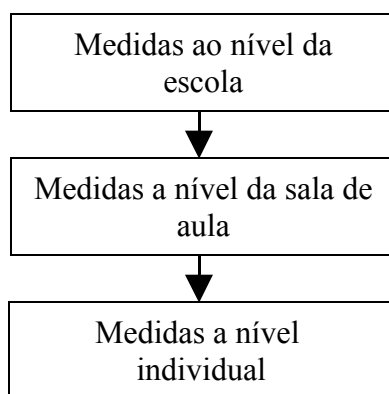 Medidas ao nível da
escola
Medidas a nível da sala de
aula
Medidas a nível
individual